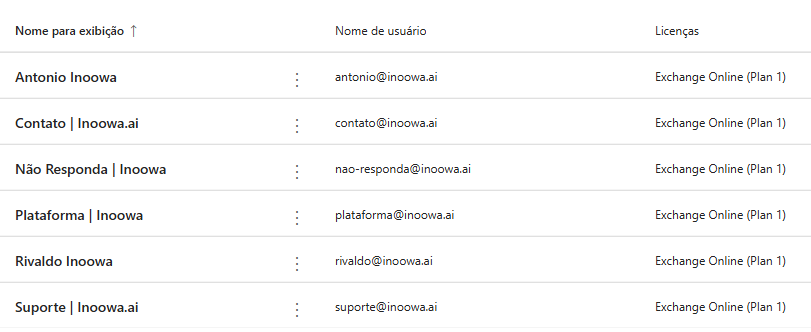 Nome para exibição ↑ Nome de usuário Licenças
Antonio Inoowa antonio@inoowa.ai Exchange Online (Plan 1)
Contato | Inoowa.ai contato@inoowa.ai Exchange Online (Plan 1)
Não Responda | Inoowa nao-responda@inoowa.ai Exchange Online (Plan 1)
Plataforma | Inoowa plataforma@inoowa.ai Exchange Online (Plan 1)
Rivaldo Inoowa rivaldo@inoowa.ai Exchange Online (Plan 1)
Suporte | Inoowa.ai suporte@inoowa.ai Exchange Online (Plan 1)